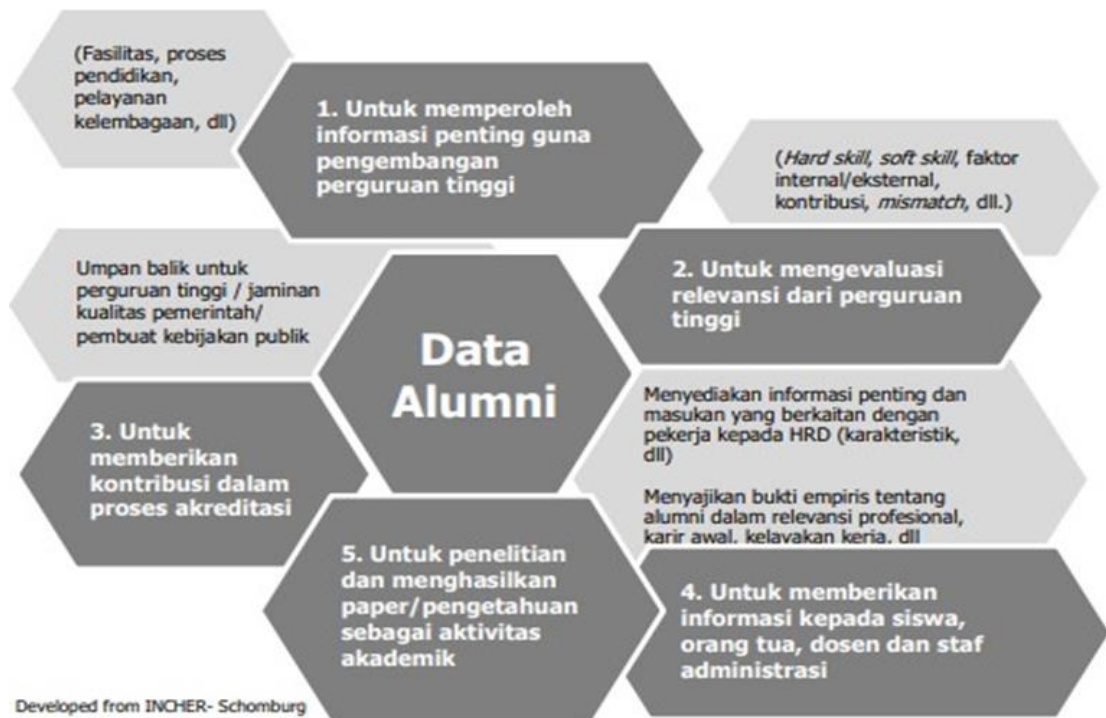 (Fasilitas, proses
pendidikan,
pelayanan
kelembagaan, dll)
1. Untuk memperoleh
informasi penting guna
pengembangan
perguruan tinggi
(Hard skill, soft skill, faktor
internal/eksternal,
kontribusi, mismatch, dll.)
2. Untuk mengevaluasi
relevansi dari perguruan
tinggi
Umpan balik untuk
perguruan tinggi / jaminan
kualitas pemerintah/
pembuat kebijakan publik
Data
Alumni
3. Untuk
memberikan
kontribusi dalam
proses akreditasi
Menyediakan informasi penting dan
masukan yang berkaitan dengan
pekerja kepada HRD (karakteristik,
dll)
Menyajikan bukti empiris tentang
alumni dalam relevansi profesional,
karir awal, kelayakan kerja, dll
5. Untuk penelitian
dan menghasilkan
paper/pengetahuan
sebagai aktivitas
akademik
4. Untuk memberikan
informasi kepada siswa,
orang tua, dosen dan staf
administrasi
Developed from INCHER- Schomburg